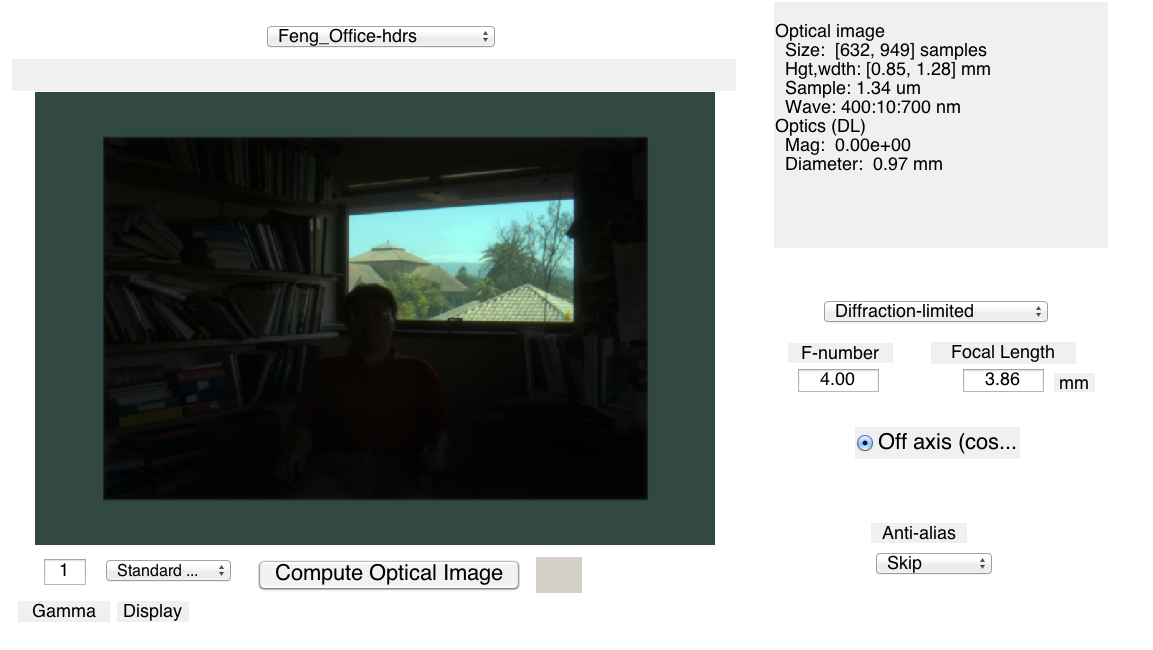 Feng_Office-hdrs
Optical image
Size:  [632, 949] samples
Hgt,wdth: [0.85, 1.28] mm
Sample: 1.34 um
Wave: 400:10:700 nm
Optics (DL)
Mag:  0.00e+00
Diameter:  0.97 mm
Diffraction-limited
F-number
Focal Length
4.00
3.86
mm
Off axis (cos...
Anti-alias
Skip
1
Standard ...
Compute Optical Image
Gamma
Display